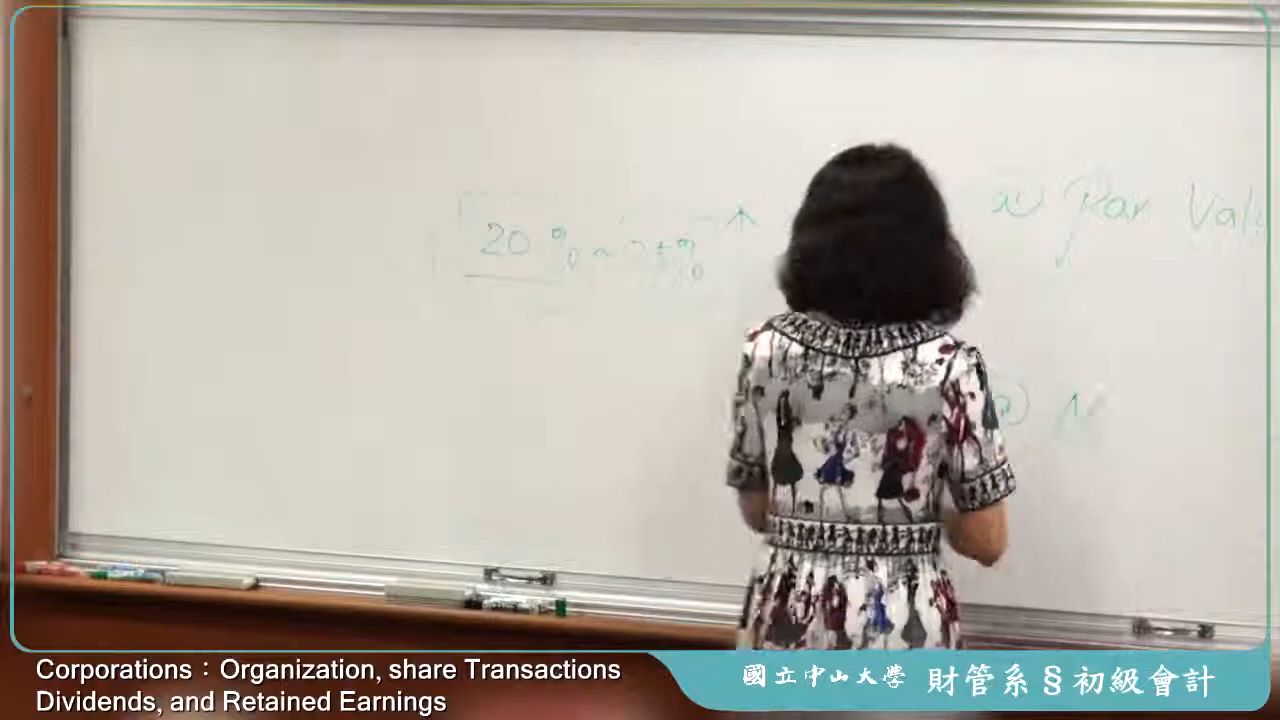 20 % ~ 25%
Par Val
Corporations：Organization, share Transactions
Dividends, and Retained Earnings
國立中山大學 財管系§初級會計